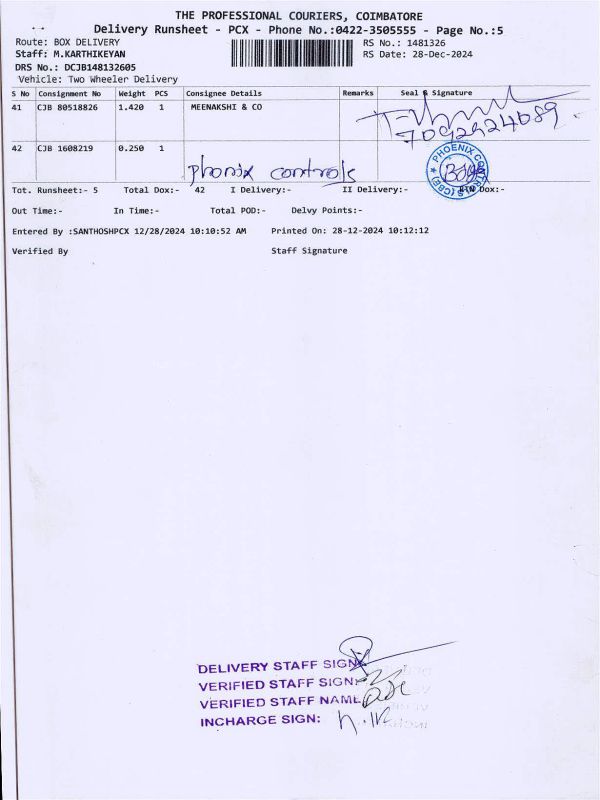 THE PROFESSIONAL COURIERS, COIMBATORE
Delivery Runsheet - PCX - Phone No.:0422-3505555 - Page No.:5
Route: BOX DELIVERY
RS No.: 1481326
Staff: M.KARTHIKEYAN
RS Date: 28-Dec-2024
DRS No.: DCJB148132605
Vehicle: Two Wheeler Delivery
S No Consignment No Weight PCS Consignee Details Remarks Seal & Signature
41 CJB 80518826 1.420 1 MEENAKSHI & CO
7092924089
42 CJB 1608219 0.250 1
phonix controls
PHOENIX CONTROLS (CBE)
Tot. Runsheet:- 5 Total Dox:- 42 I Delivery:- II Delivery:- Dox:-
Out Time:- In Time:- Total POD:- Delvy Points:-
Entered By :SANTHOSHPCX 12/28/2024 10:10:52 AM Printed On: 28-12-2024 10:12:12
Verified By Staff Signature
DELIVERY STAFF SIGN:
VERIFIED STAFF SIGN:
VERIFIED STAFF NAME
INCHARGE SIGN: